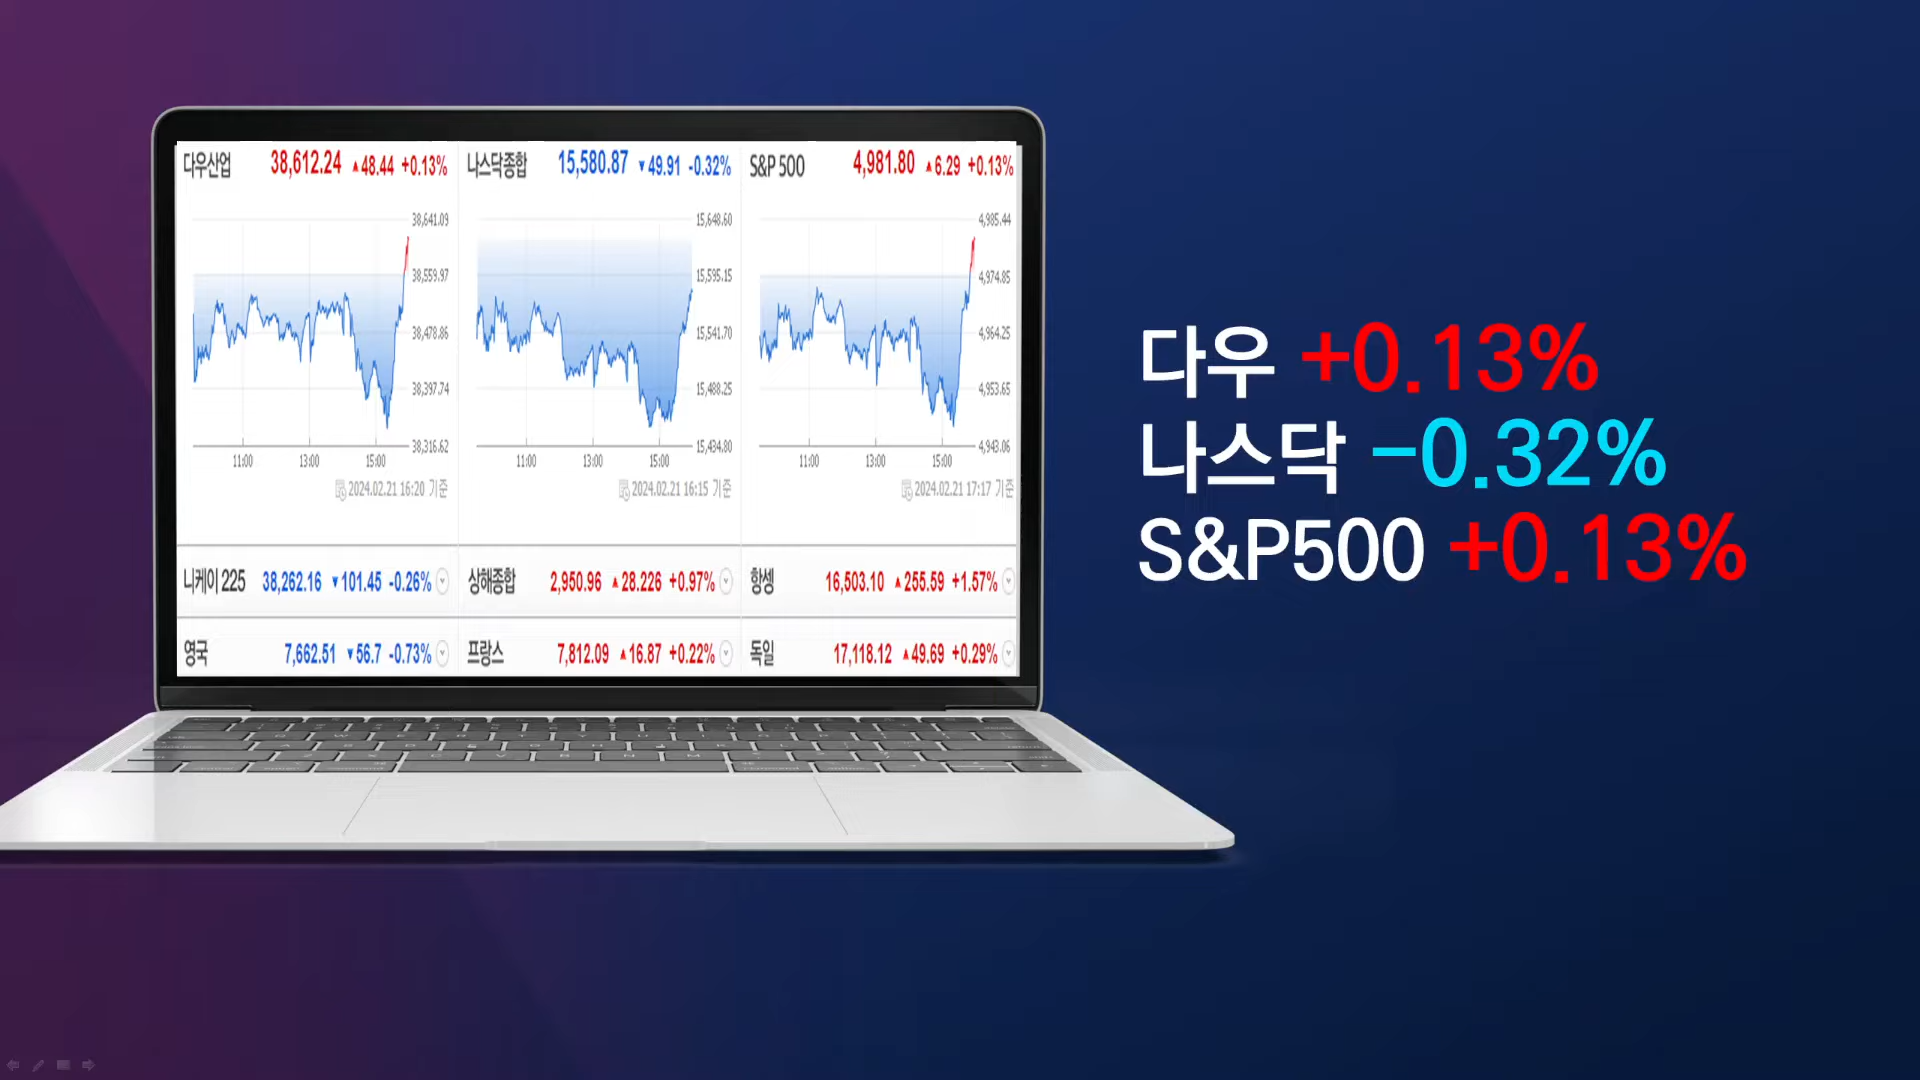 다우산업 38,612.24 ▲48.44 +0.13%
38,641.09
38,559.97
38,478.86
38,397.74
38,316.62
11:00 13:00 15:00
2024.02.21 16:20 기준
나스닥종합 15,580.87 ▼49.91 -0.32%
15,648.60
15,595.15
15,541.70
15,488.25
15,434.80
11:00 13:00 15:00
2024.02.21 16:15 기준
S&P 500 4,981.80 ▲6.29 +0.13%
4,985.44
4,974.85
4,964.25
4,953.65
4,943.06
11:00 13:00 15:00
2024.02.21 17:17 기준
니케이 225 38,262.16 ▼101.45 -0.26%
상해종합 2,950.96 ▲28.226 +0.97%
항셍 16,503.10 ▲255.59 +1.57%
영국 7,662.51 ▼56.7 -0.73%
프랑스 7,812.09 ▲16.87 +0.22%
독일 17,118.12 ▲49.69 +0.29%
다우 +0.13%
나스닥 -0.32%
S&P500 +0.13%